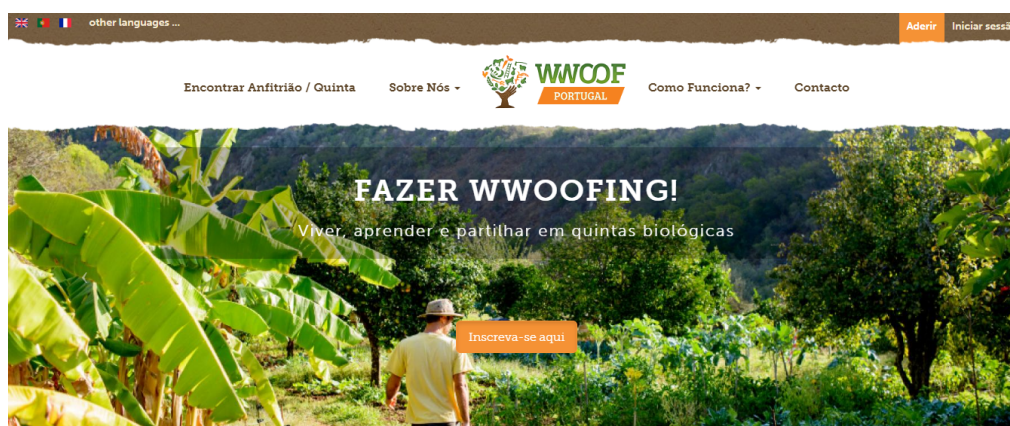 other languages ...
Aderir
Iniciar sessã
Encontrar Anfitrião / Quinta
Sobre Nós
WWOOF
PORTUGAL
Como Funciona?
Contacto
FAZER WWOOFING!
Viver, aprender e partilhar em quintas biológicas
Inscreva-se aqui